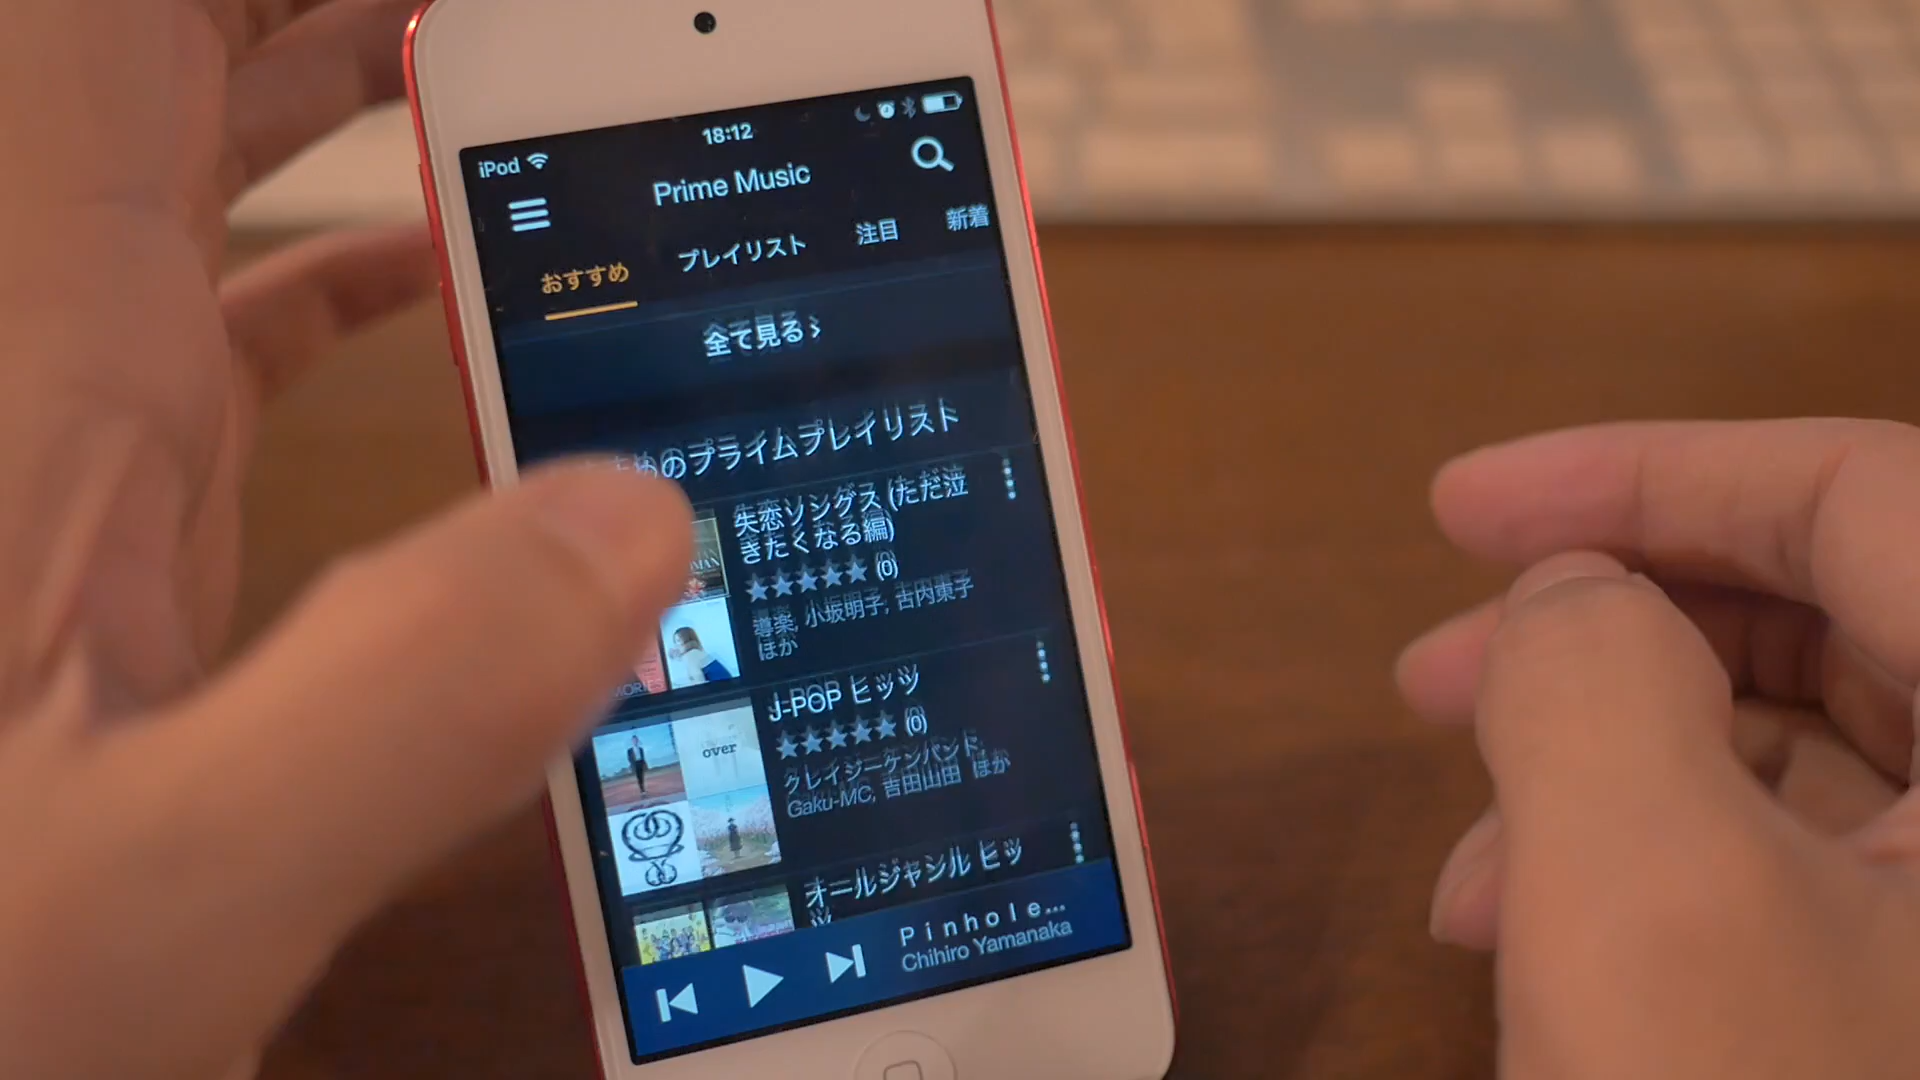 iPod
18:12
Prime Music
おすすめ
プレイリスト
注目
新着
全て見る ›
めのプライムプレイリスト
失恋ソングス (ただ泣
きたくなる編)
(0)
導楽, 小坂明子, 古内東子
ほか
MORIES
J-POP ヒッツ
(0)
over
クレイジーケンバンド,
Gaku-MC, 吉田山田 ほか
オールジャンル ヒッ
ツ
Pinhole...
Chihiro Yamanaka